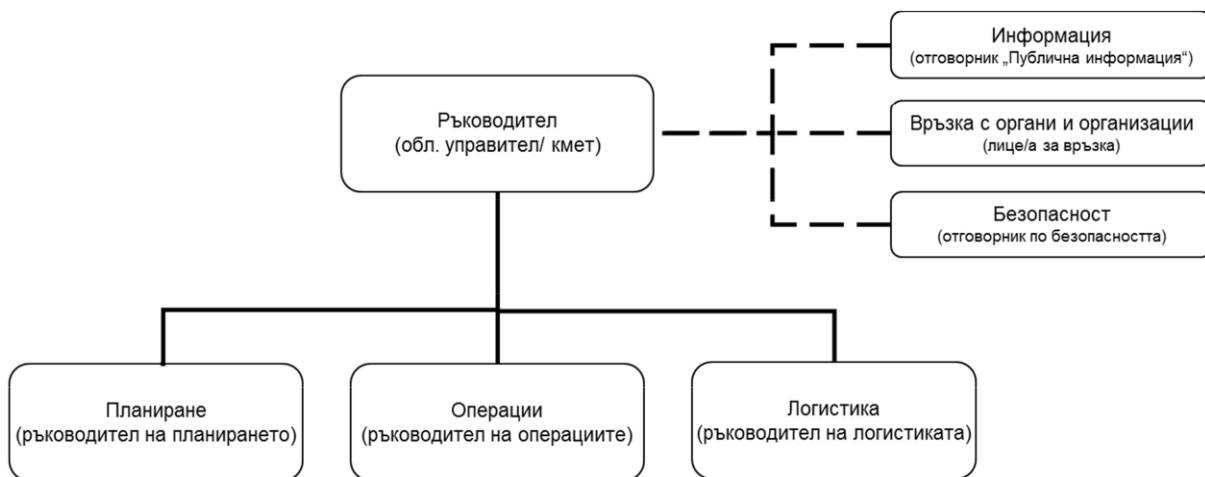 Информация
(отговорник „Публична информация“)
Ръководител
(обл. управител/ кмет)
Връзка с органи и организации
(лице/а за връзка)
Безопасност
(отговорник по безопасността)
Планиране
(ръководител на планирането)
Операции
(ръководител на операциите)
Логистика
(ръководител на логистиката)